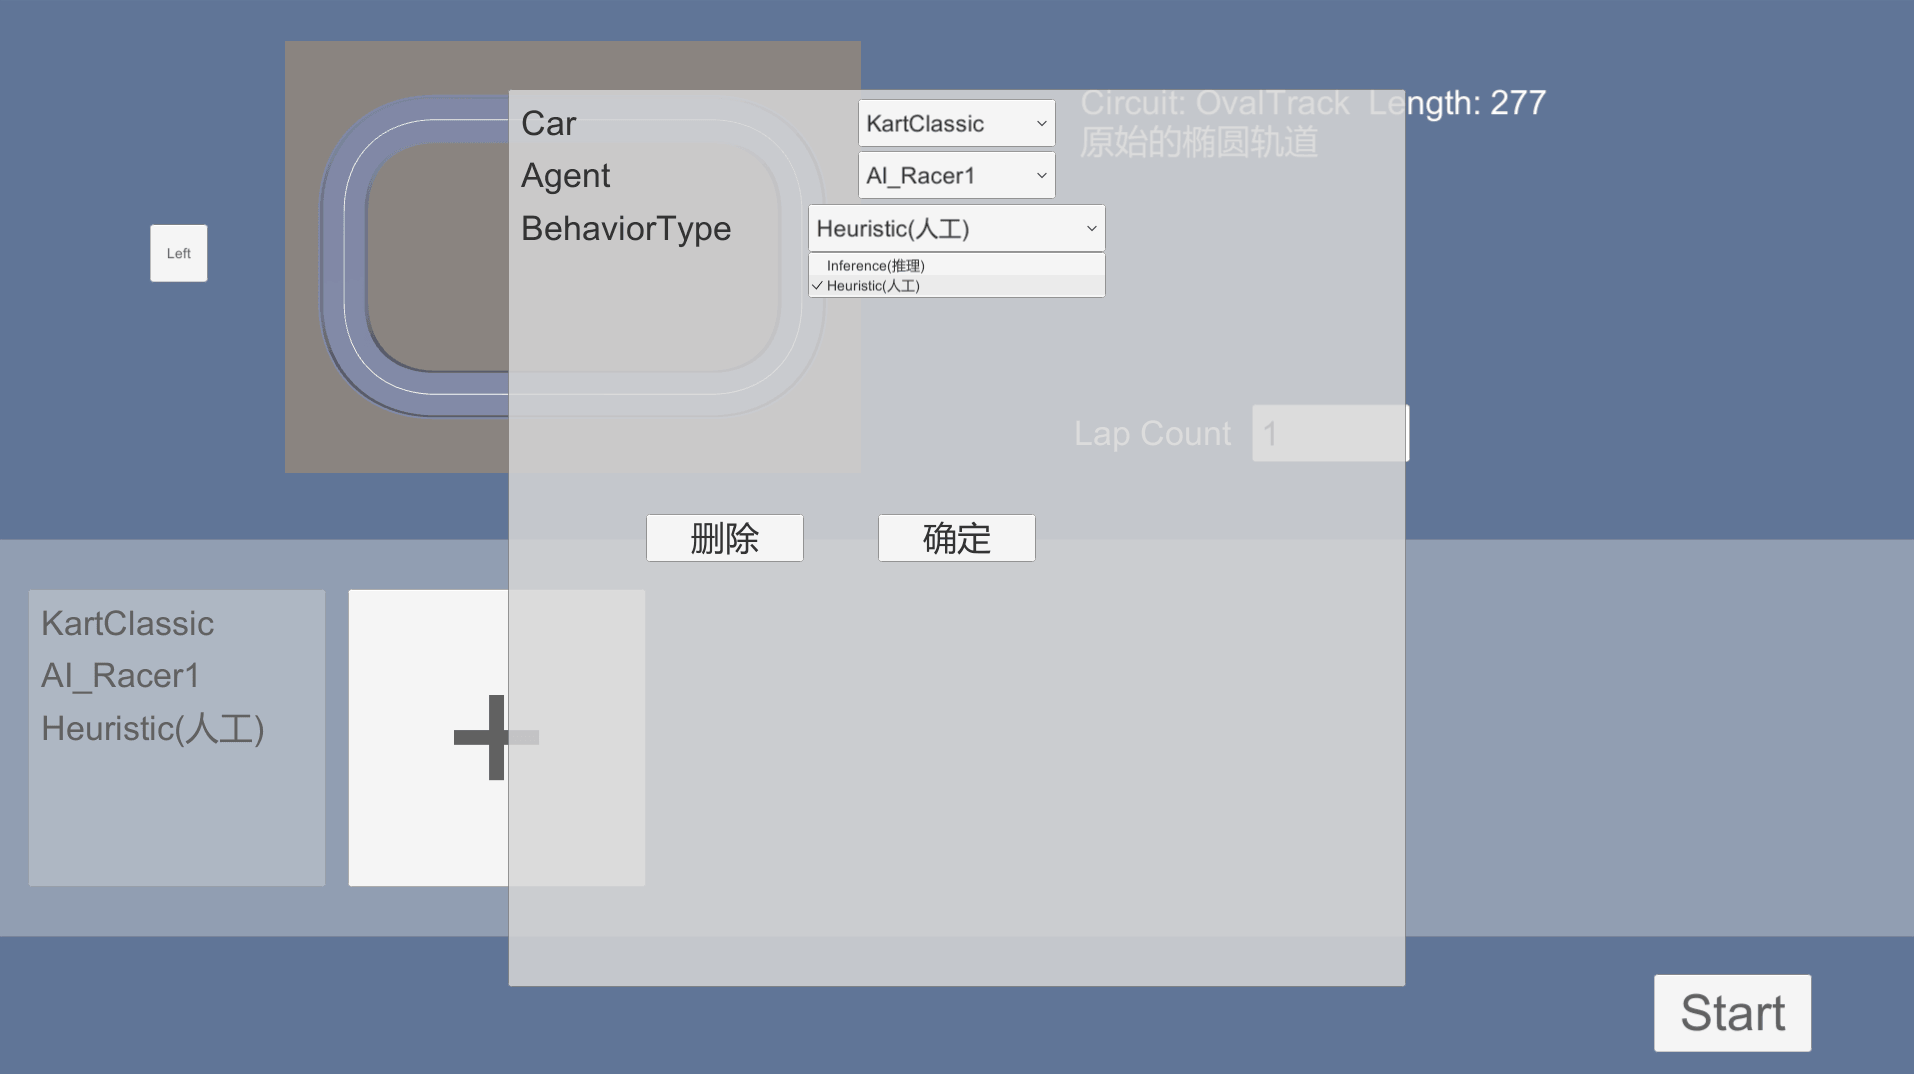 Circuit: OvalTrack  Length: 277
原始的椭圆轨道
Car
KartClassic
Agent
AI_Racer1
BehaviorType
Heuristic(人工)
Inference(推理)
Heuristic(人工)
Left
Lap Count
1
删除
确定
KartClassic
AI_Racer1
Heuristic(人工)
+
Start